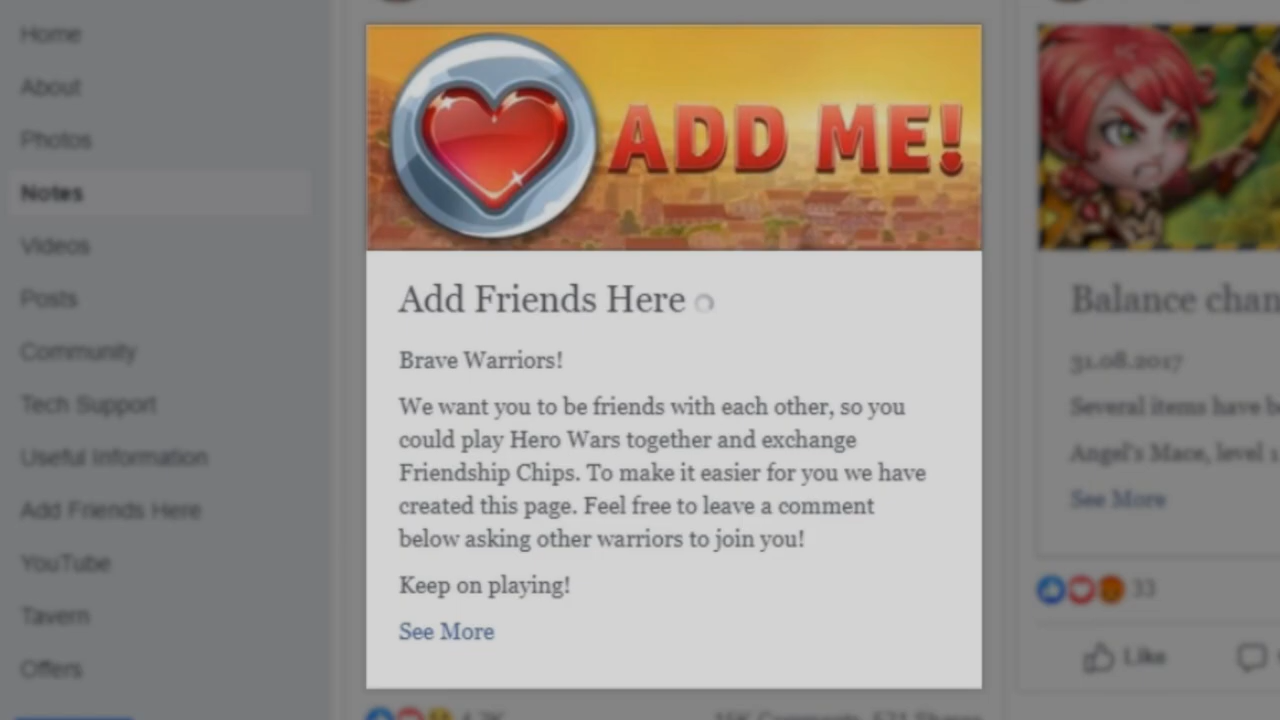 Home
About
Photos
Notes
Videos
Posts
Community
Tech Support
Useful Information
Add Friends Here
YouTube
Tavern
Offers
ADD ME!
Add Friends Here
Brave Warriors!
We want you to be friends with each other, so you
could play Hero Wars together and exchange
Friendship Chips. To make it easier for you we have
created this page. Feel free to leave a comment
below asking other warriors to join you!
Keep on playing!
See More
Balance chan
31.08.2017
Several items have b
Angel's Mace, level 1
See More
33
Like